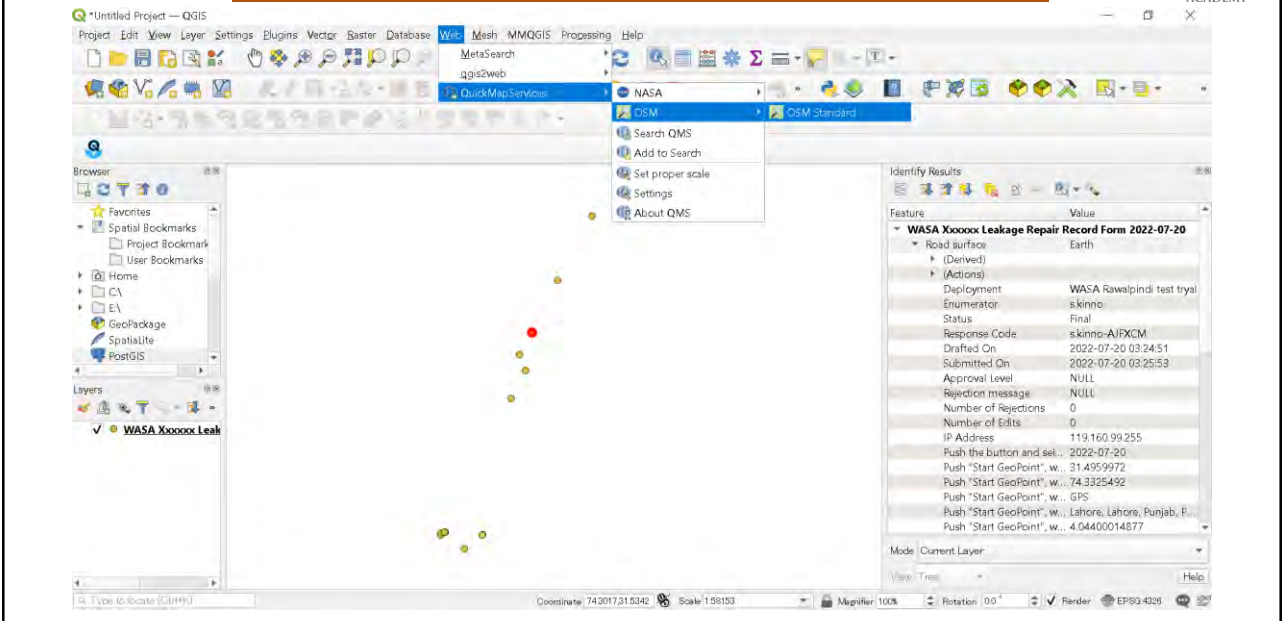 ACADEMY
*Untitled Project — QGIS
Project Edit View Layer Settings Plugins Vector Raster Database Web Mesh MMQGIS Processing Help
MetaSearch
qgis2web
QuickMapServices
NASA
OSM
OSM Standard
Search QMS
Add to Search
Set proper scale
Settings
About QMS
Browser
Favorites
Spatial Bookmarks
Project Bookmark
User Bookmarks
Home
C:\
E:\
GeoPackage
SpatiaLite
PostGIS
Layers
WASA Xxxxxx Leak
Identify Results
Feature Value
WASA Xxxxxx Leakage Repair Record Form 2022-07-20
Road surface Earth
(Derived)
(Actions)
Deployment WASA Rawalpindi test tryal
Enumerator s.kinno
Status Final
Response Code s.kinno-AJFXCM
Drafted On 2022-07-20 03:24:51
Submitted On 2022-07-20 03:25:53
Approval Level NULL
Rejection message NULL
Number of Rejections 0
Number of Edits 0
IP Address 119.160.99.255
Push the button and sel... 2022-07-20
Push "Start GeoPoint", w... 31.4959972
Push "Start GeoPoint", w... 74.3325492
Push "Start GeoPoint", w... GPS
Push "Start GeoPoint", w... Lahore, Lahore, Punjab, P...
Push "Start GeoPoint", w... 4.04400014877
Mode Current Layer
View Tree Help
Type to locate (Ctrl+K) Coordinate 74.3017,31.5342 Scale 1:58153 Magnifier 100% Rotation 0.0° Render EPSG:4326